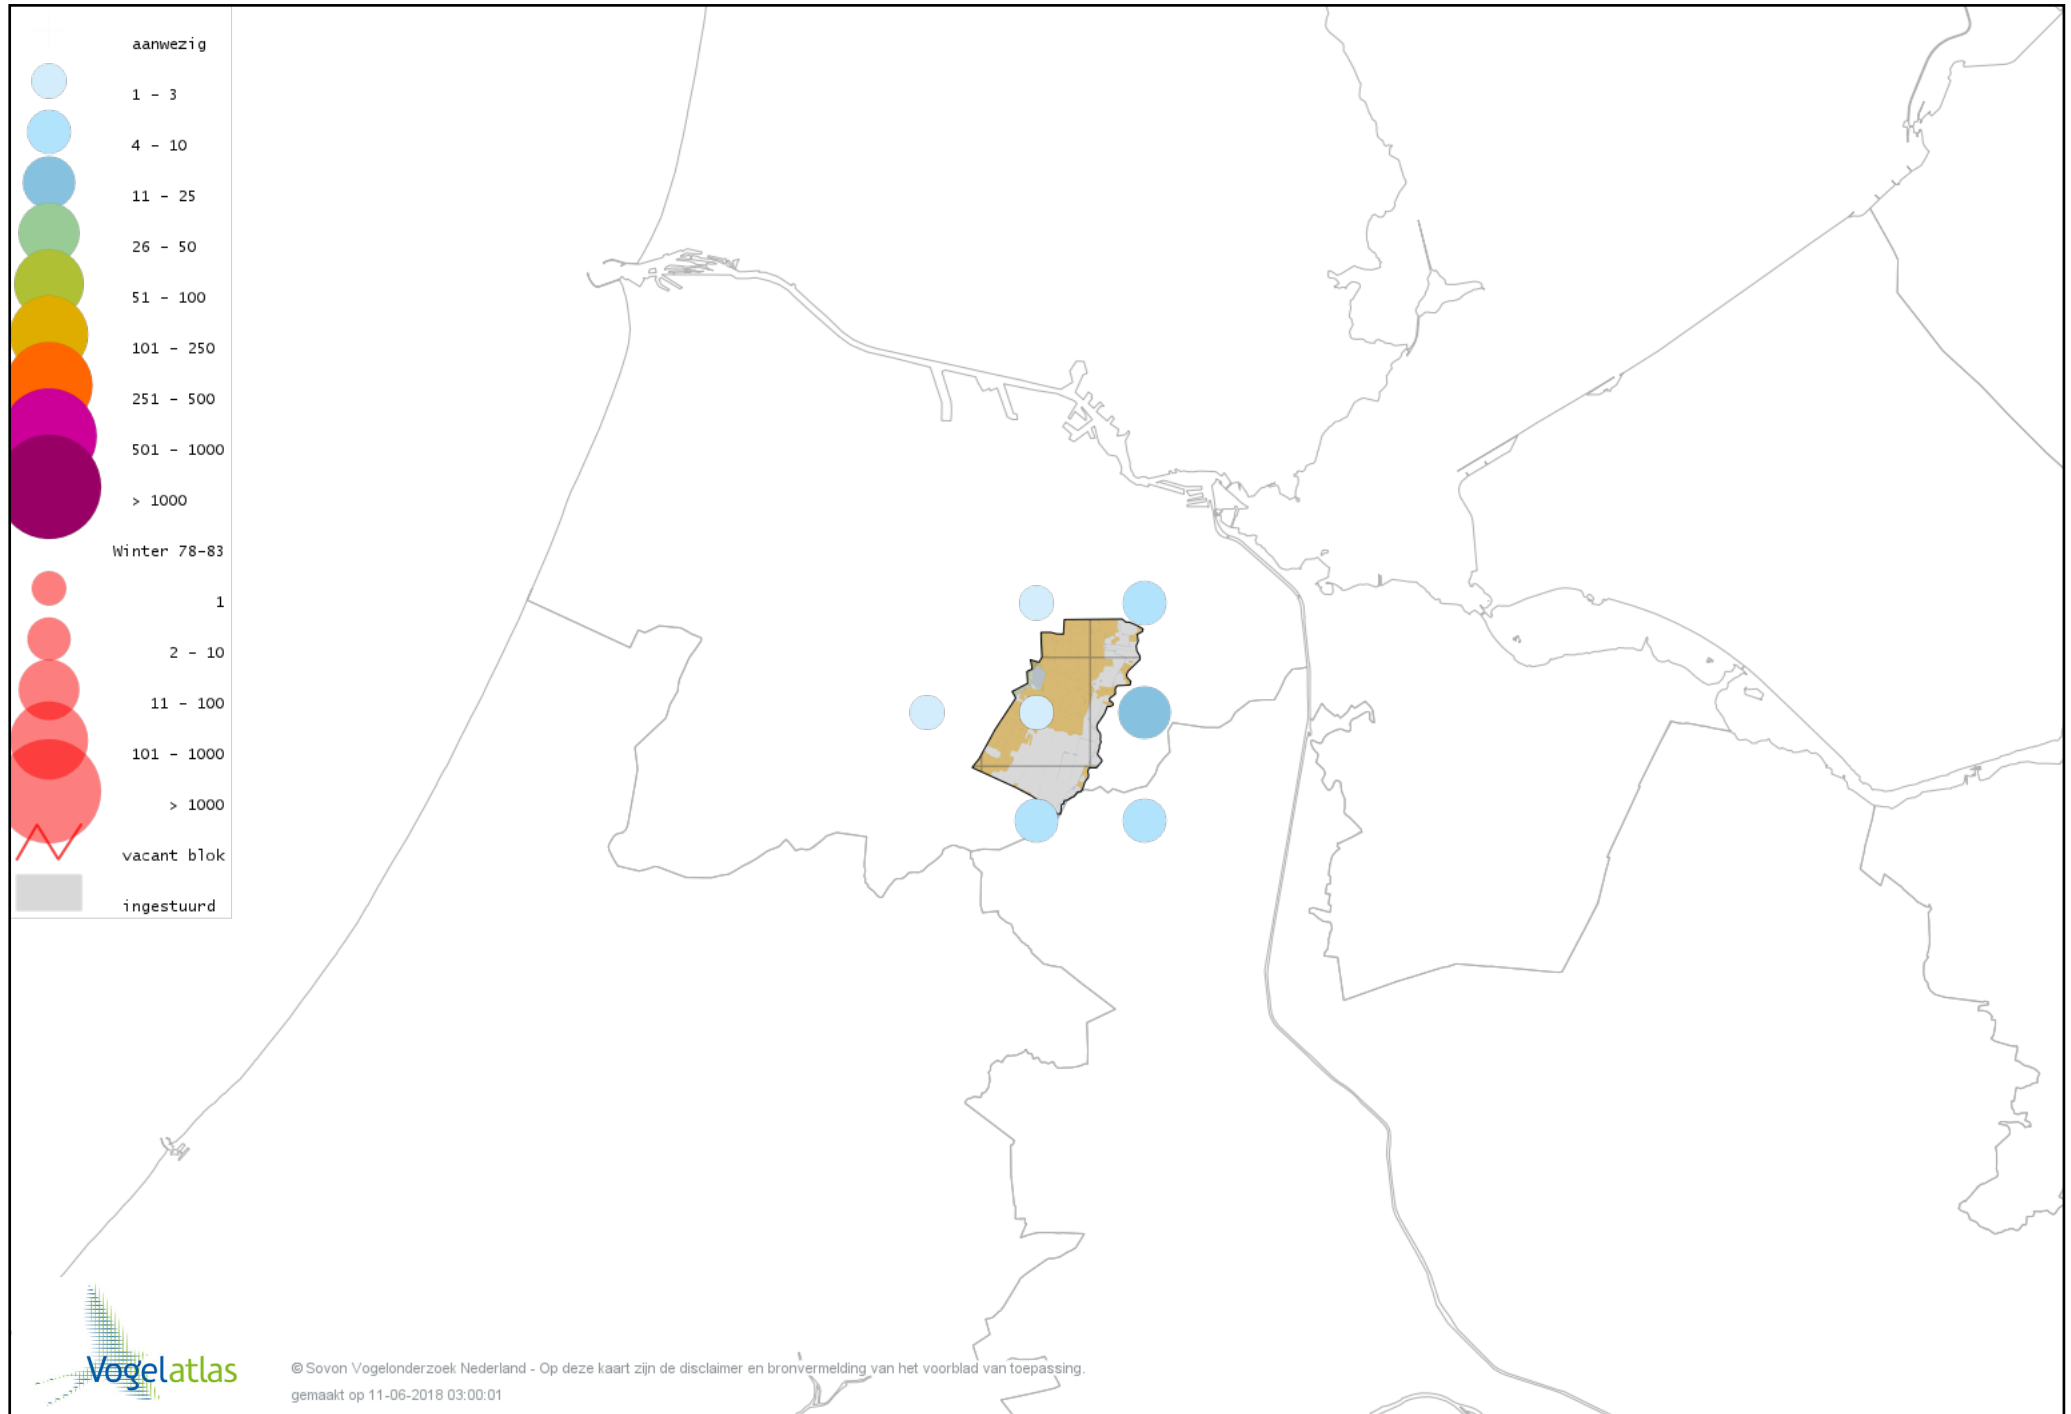 aanwezig
1 - 3
4 - 10
11 - 25
26 - 50
51 - 100
101 - 250
251 - 500
501 - 1000
> 1000
Winter 78-83
1
2 - 10
11 - 100
101 - 1000
> 1000
vacant blok
ingestuurd
Vogelatlas
© Sovon Vogelonderzoek Nederland - Op deze kaart zijn de disclaimer en bronvermelding van het voorblad van toepassing.
gemaakt op 11-06-2018 03:00:01